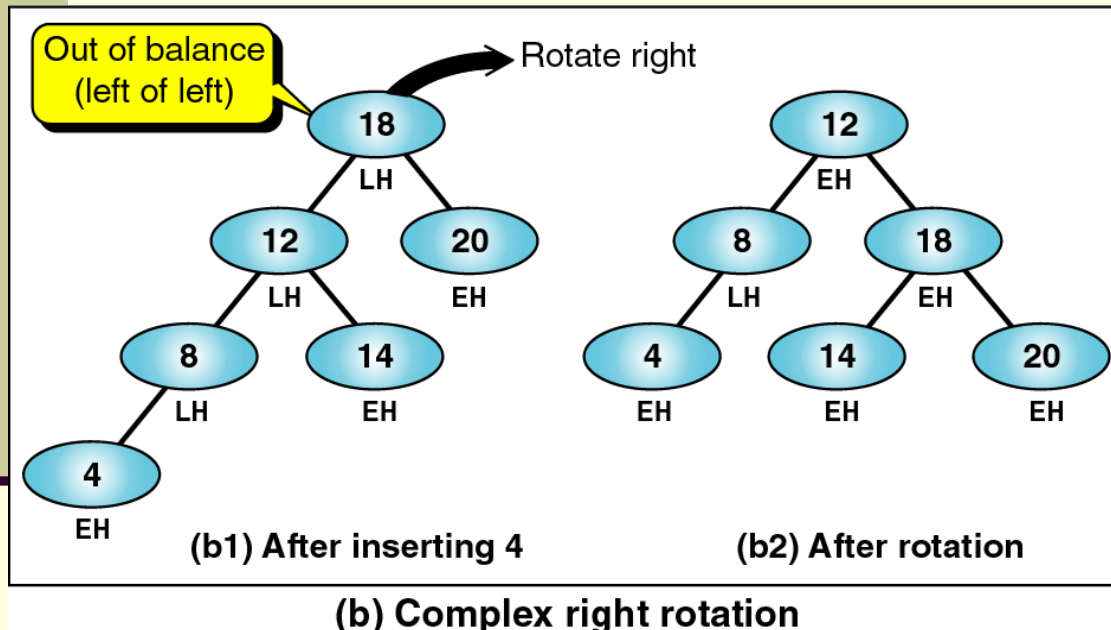 Out of balance
(left of left)
Rotate right
18
LH
12
EH
12
LH
20
EH
8
LH
18
EH
8
LH
14
EH
4
EH
14
EH
20
EH
4
EH
(b1) After inserting 4
(b2) After rotation
(b) Complex right rotation